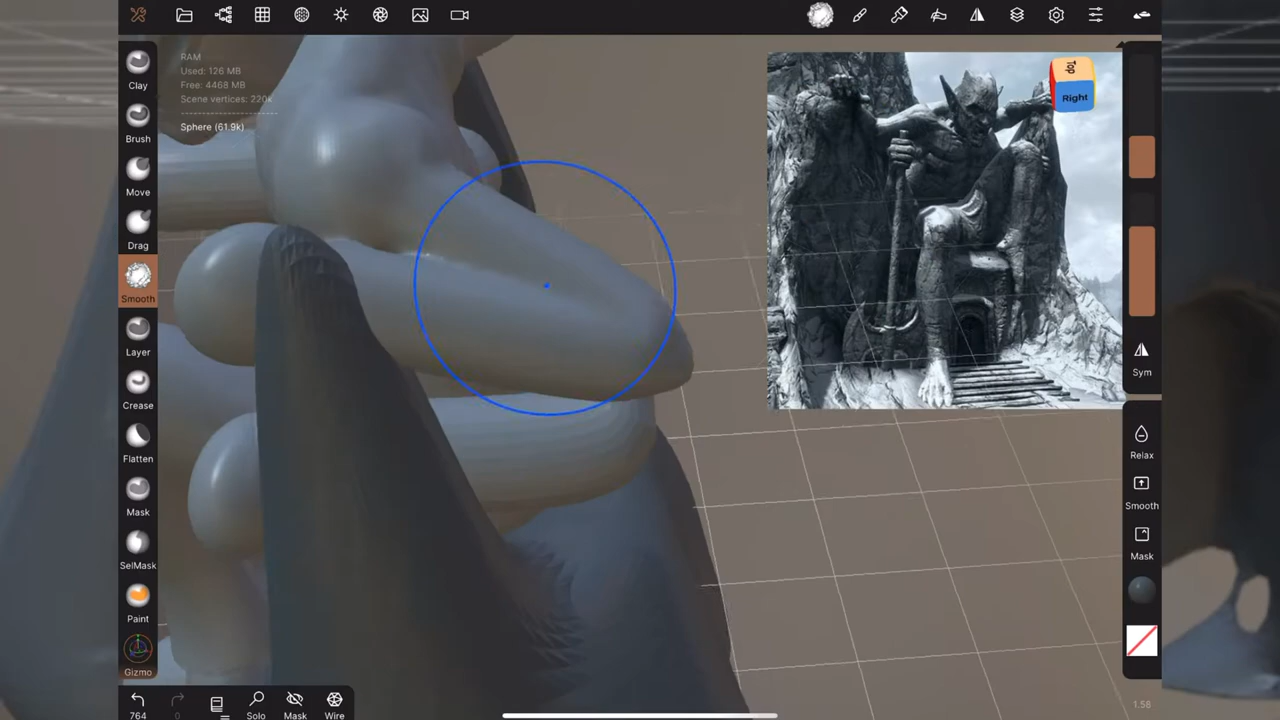 RAM
Used: 126 MB
Free: 4468 MB
Scene vertices: 220k
Sphere (61.9k)
Clay
Brush
Move
Drag
Smooth
Layer
Crease
Flatten
Mask
SelMask
Paint
Gizmo
764
0
Solo
Mask
Wire
Top
Right
Sym
Relax
Smooth
Mask
1.58